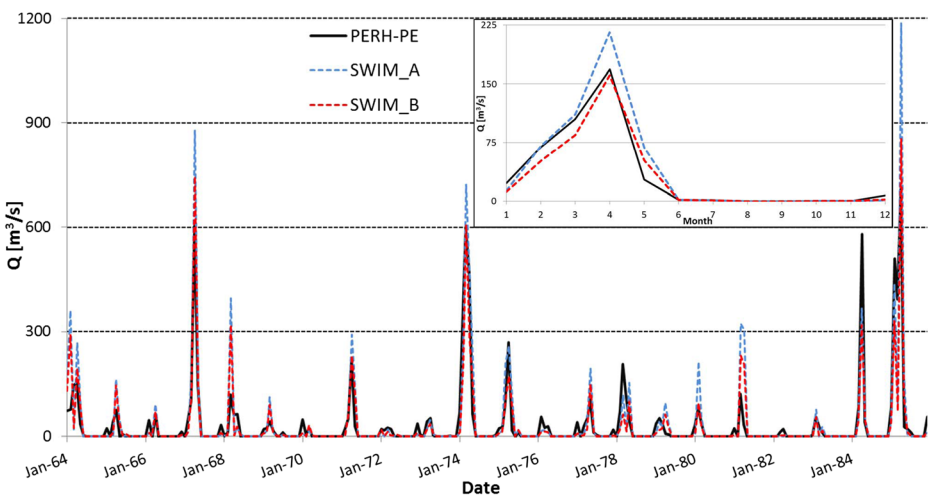 1200
900
600
300
0
Q [m³/s]
PERH-PE
SWIM_A
SWIM_B
225
150
75
0
Q [m³/s]
1 2 3 4 5 6 7 8 9 10 11 12
Month
Jan-64 Jan-66 Jan-68 Jan-70 Jan-72 Jan-74 Jan-76 Jan-78 Jan-80 Jan-82 Jan-84
Date